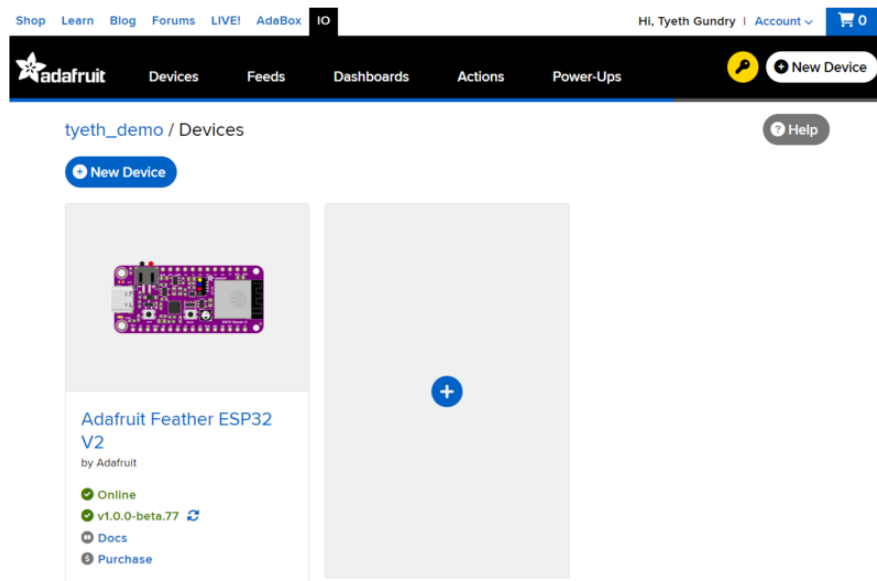 Shop Learn Blog Forums LIVE! AdaBox IO Hi, Tyeth Gundry | Account 0
adafruit Devices Feeds Dashboards Actions Power-Ups New Device
tyeth_demo / Devices ? Help
New Device
Adafruit Feather ESP32
V2
by Adafruit
Online
v1.0.0-beta.77
Docs
Purchase